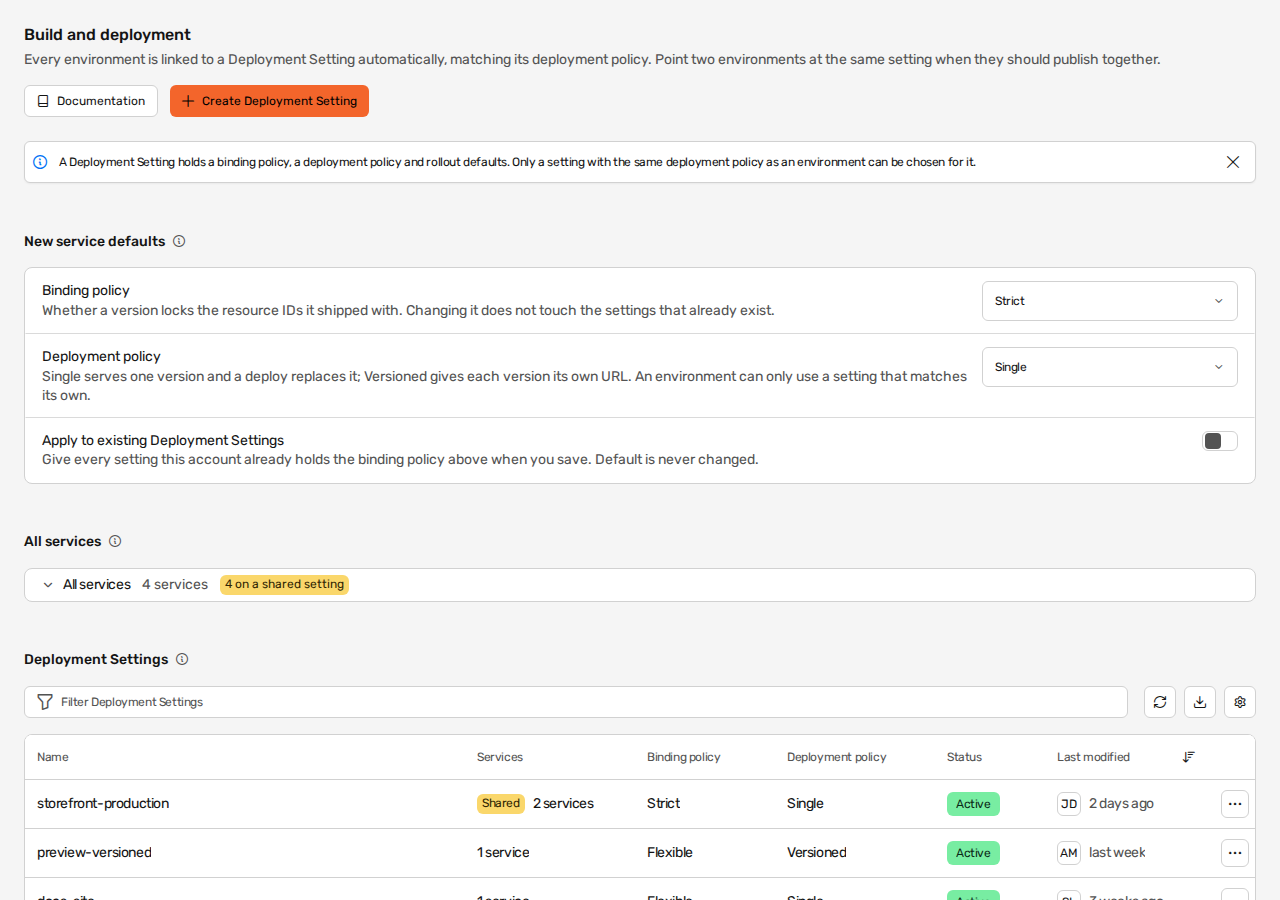 Build and deployment
Every environment is linked to a Deployment Setting automatically, matching its deployment policy. Point two environments at the same setting when they should publish together.
Documentation
Create Deployment Setting
A Deployment Setting holds a binding policy, a deployment policy and rollout defaults. Only a setting with the same deployment policy as an environment can be chosen for it.
New service defaults
Binding policy
Whether a version locks the resource IDs it shipped with. Changing it does not touch the settings that already exist.
Strict
Deployment policy
Single serves one version and a deploy replaces it; Versioned gives each version its own URL. An environment can only use a setting that matches
its own.
Single
Apply to existing Deployment Settings
Give every setting this account already holds the binding policy above when you save. Default is never changed.
All services
All services 4 services 4 on a shared setting
Deployment Settings
Filter Deployment Settings
Name Services Binding policy Deployment policy Status Last modified
storefront-production Shared 2 services Strict Single Active JD 2 days ago
preview-versioned 1 service Flexible Versioned Active AM last week